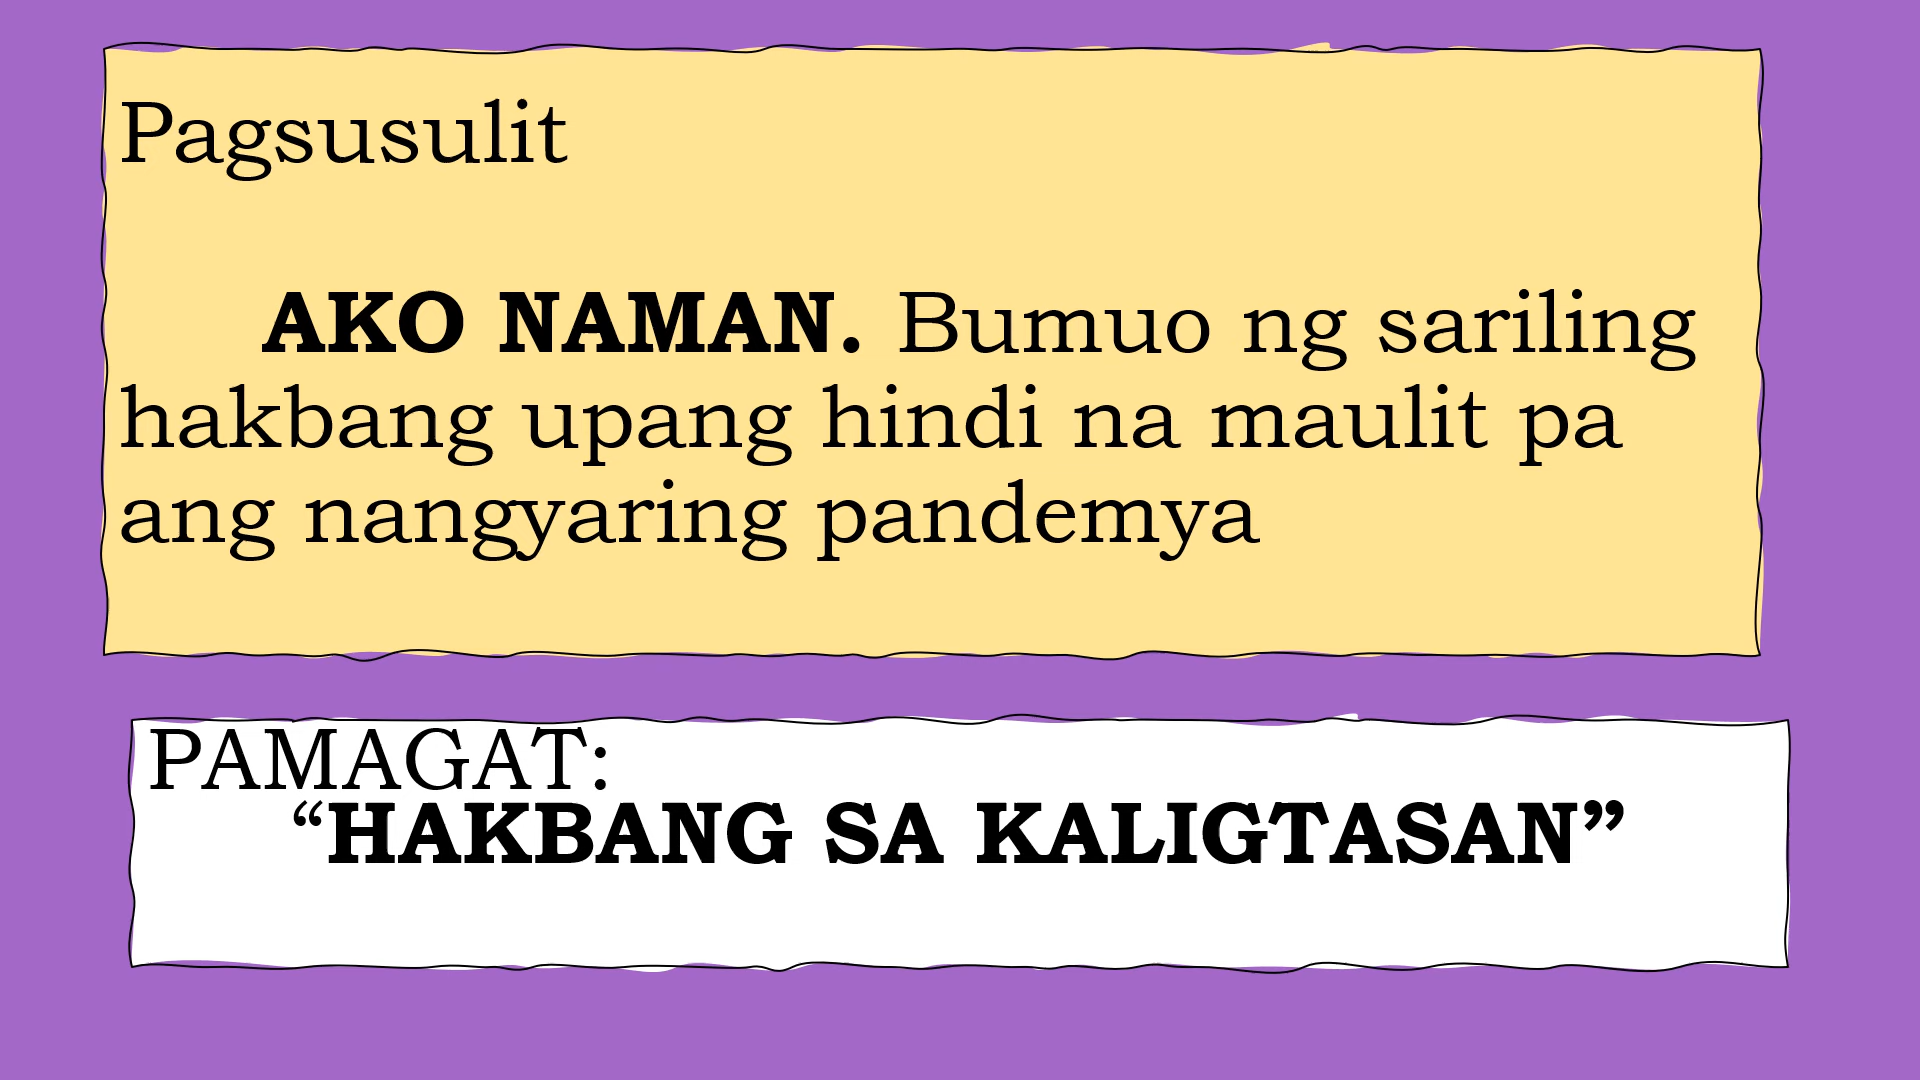 Pagsusulit
AKO NAMAN. Bumuo ng sariling
hakbang upang hindi na maulit pa
ang nangyaring pandemya
PAMAGAT:
“HAKBANG SA KALIGTASAN”